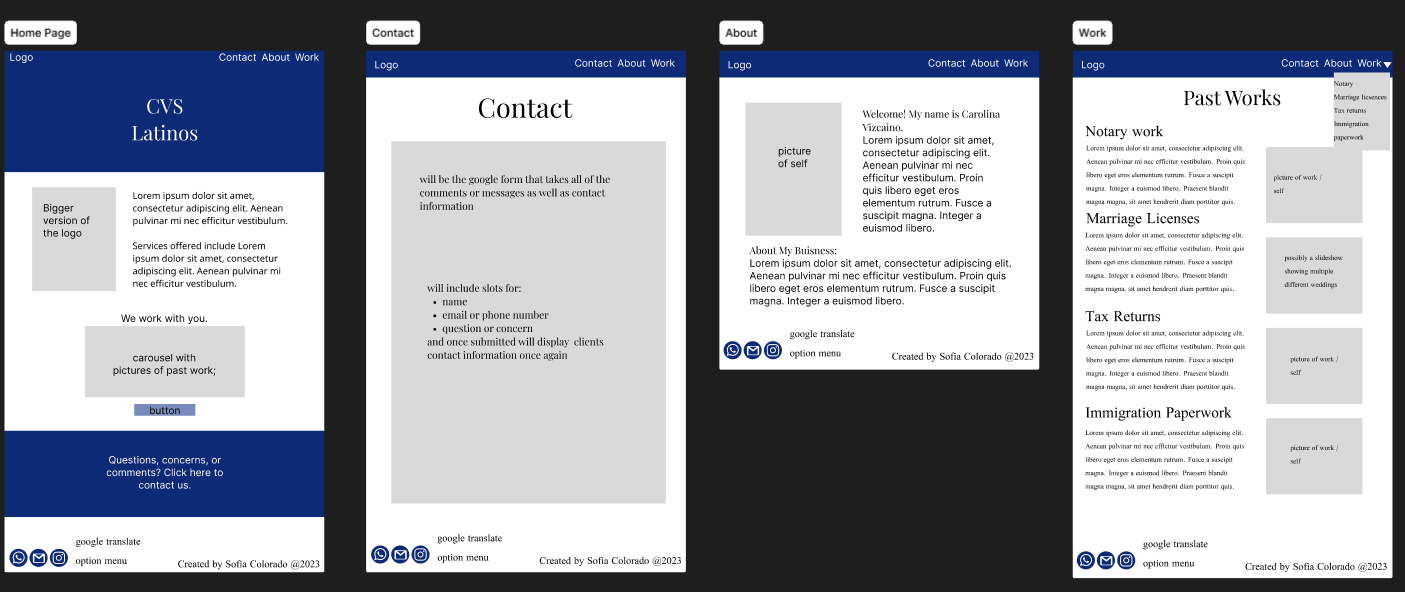 Home Page
Logo
Contact About Work
CVS
Latinos
Bigger
version of
the logo
Lorem ipsum dolor sit amet,
consectetur adipiscing elit. Aenean
pulvinar mi nec efficitur vestibulum.
Services offered include Lorem
ipsum dolor sit amet, consectetur
adipiscing elit. Aenean pulvinar mi
nec efficitur vestibulum.
We work with you.
carousel with
pictures of past work;
button
Questions, concerns, or
comments? Click here to
contact us.
google translate
option menu
Created by Sofia Colorado @2023
Contact
Logo
Contact About Work
Contact
will be the google form that takes all of the
comments or messages as well as contact
information
will include slots for:
• name
• email or phone number
• question or concern
and once submitted will display clients
contact information once again
google translate
option menu
Created by Sofia Colorado @2023
About
Logo
Contact About Work
picture
of self
Welcome! My name is Carolina
Vizcaino.
Lorem ipsum dolor sit amet,
consectetur adipiscing elit.
Aenean pulvinar mi nec
efficitur vestibulum. Proin
quis libero eget eros
elementum rutrum. Fusce a
suscipit magna. Integer a
euismod libero.
About My Buisness:
Lorem ipsum dolor sit amet, consectetur adipiscing elit.
Aenean pulvinar mi nec efficitur vestibulum. Proin quis
libero eget eros elementum rutrum. Fusce a suscipit
magna. Integer a euismod libero.
google translate
option menu
Created by Sofia Colorado @2023
Work
Logo
Contact About Work
Notary
Marriage licsences
Tax returns
Immigration
paperwork
Past Works
Notary work
Lorem ipsum dolor sit amet, consectetur adipiscing elit.
Aenean pulvinar mi nec efficitur vestibulum. Proin quis
libero eget eros elementum rutrum. Fusce a suscipit
magna. Integer a euismod libero. Praesent blandit
magna magna, sit amet hendrerit diam porttitor quis.
picture of work /
self
Marriage Licenses
Lorem ipsum dolor sit amet, consectetur adipiscing elit.
Aenean pulvinar mi nec efficitur vestibulum. Proin quis
libero eget eros elementum rutrum. Fusce a suscipit
magna. Integer a euismod libero. Praesent blandit
magna magna, sit amet hendrerit diam porttitor quis.
possibly a slideshow
showing multiple
different weddings
Tax Returns
Lorem ipsum dolor sit amet, consectetur adipiscing elit.
Aenean pulvinar mi nec efficitur vestibulum. Proin quis
libero eget eros elementum rutrum. Fusce a suscipit
magna. Integer a euismod libero. Praesent blandit
magna magna, sit amet hendrerit diam porttitor quis.
picture of work /
self
Immigration Paperwork
Lorem ipsum dolor sit amet, consectetur adipiscing elit.
Aenean pulvinar mi nec efficitur vestibulum. Proin quis
libero eget eros elementum rutrum. Fusce a suscipit
magna. Integer a euismod libero. Praesent blandit
magna magna, sit amet hendrerit diam porttitor quis.
picture of work /
self
google translate
option menu
Created by Sofia Colorado @2023